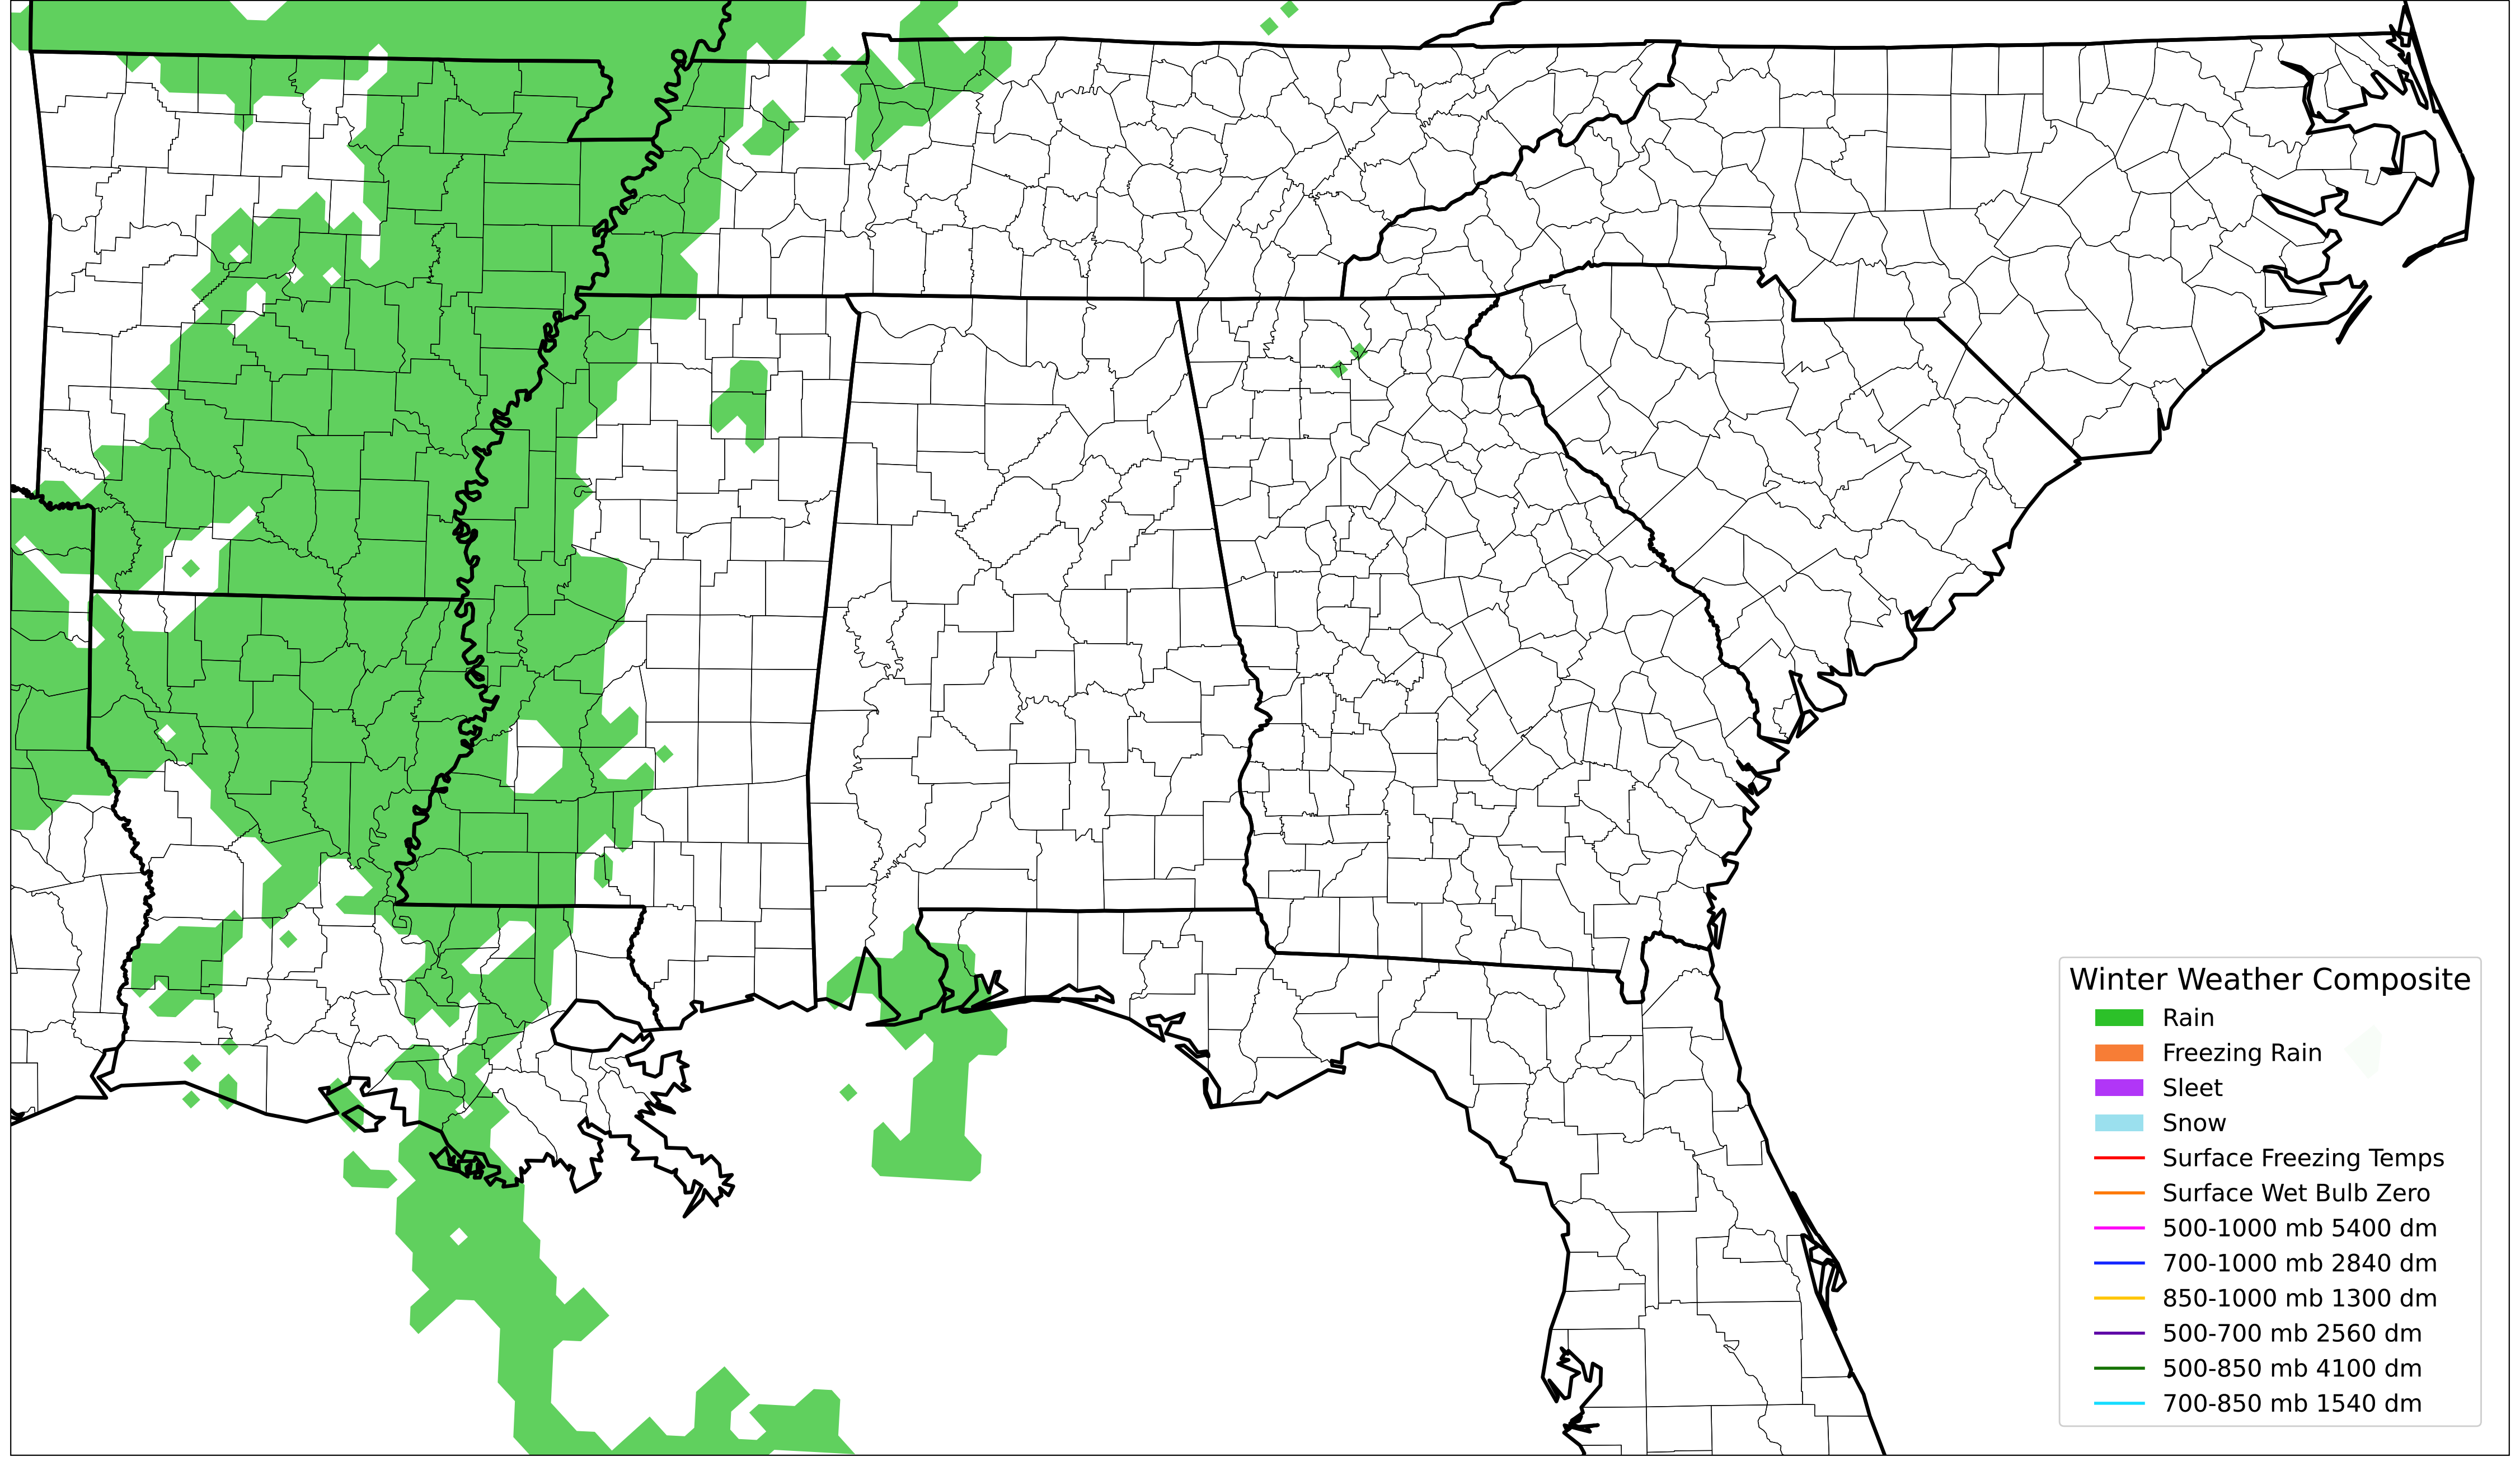 Winter Weather Composite
Rain
Freezing Rain
Sleet
Snow
Surface Freezing Temps
Surface Wet Bulb Zero
500-1000 mb 5400 dm
700-1000 mb 2840 dm
850-1000 mb 1300 dm
500-700 mb 2560 dm
500-850 mb 4100 dm
700-850 mb 1540 dm